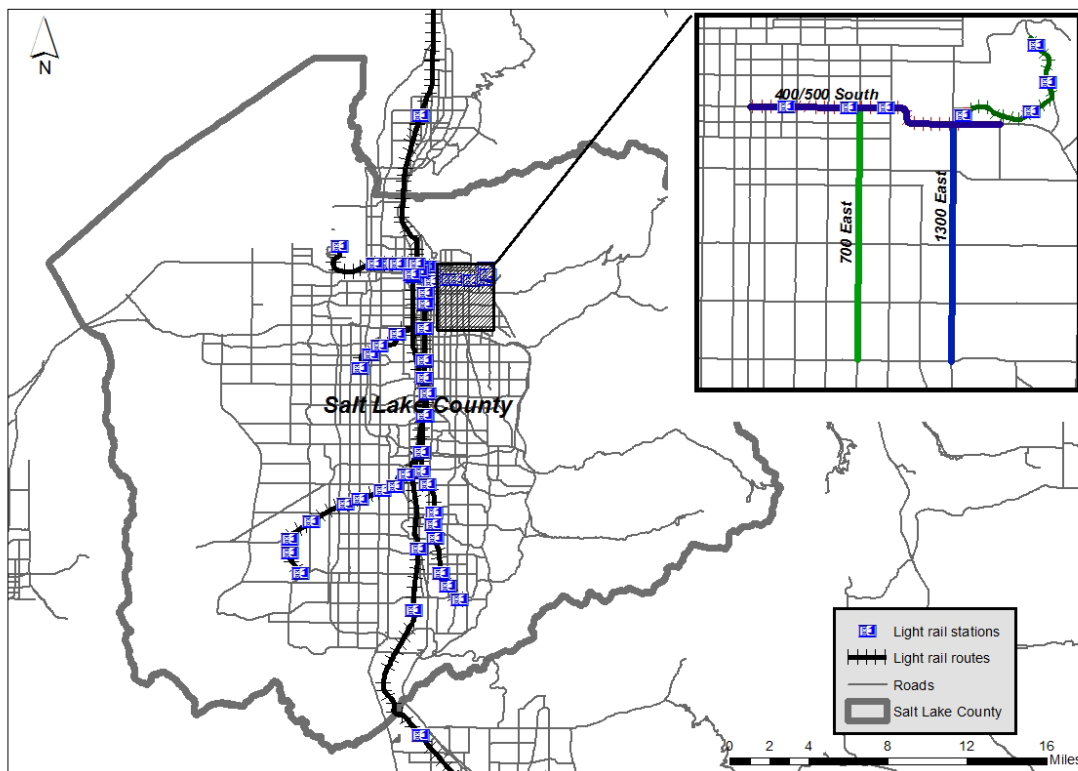 N
400/500 South
700 East
1300 East
Salt Lake County
Light rail stations
Light rail routes
Roads
Salt Lake County
0 2 4 8 12 16
Miles